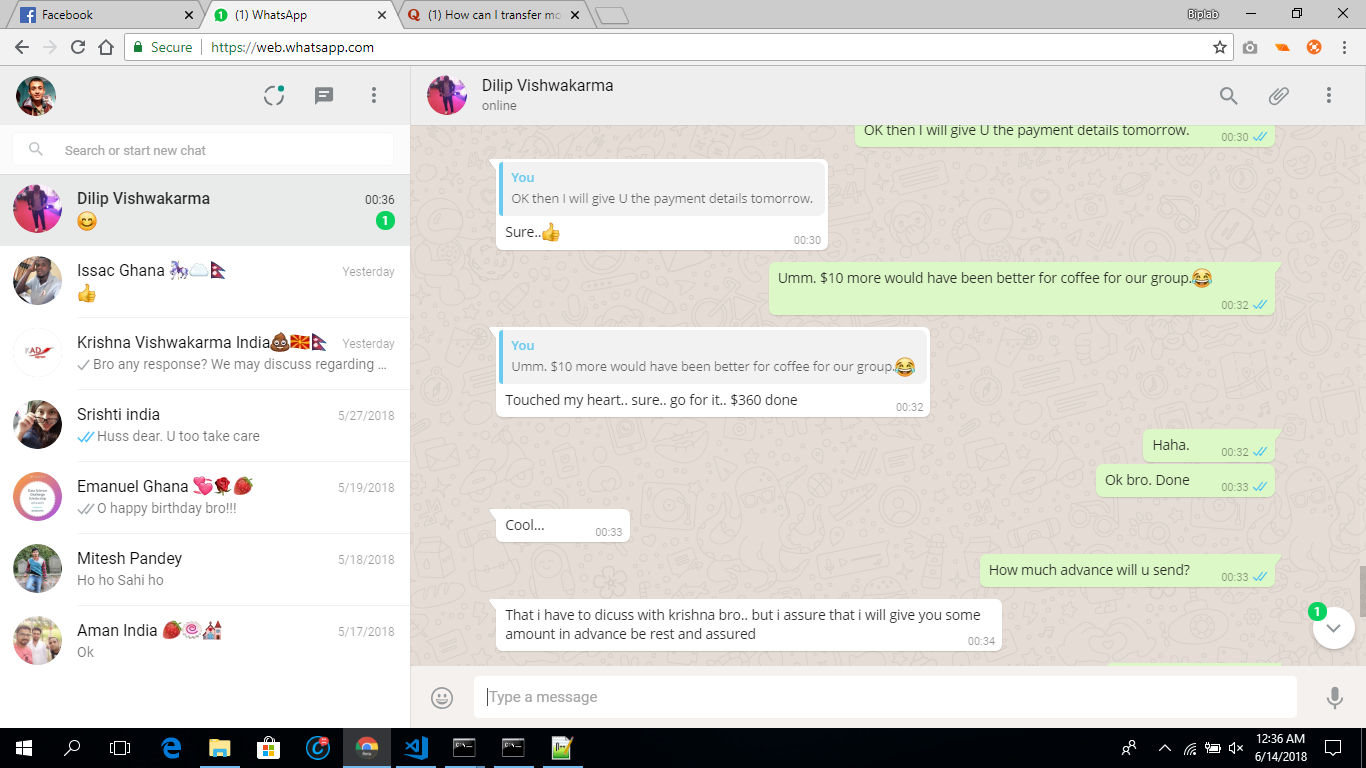 Facebook
(1) WhatsApp
(1) How can I transfer mo
Biplab
Secure
https://web.whatsapp.com
Search or start new chat
Dilip Vishwakarma
00:36
😊
1
Issac Ghana 🎠☁️🇳🇵
Yesterday
👍
Krishna Vishwakarma India💩🇲🇰🇳🇵
Yesterday
Bro any response? We may discuss regarding ...
Srishti india
5/27/2018
Huss dear. U too take care
Emanuel Ghana 💞🌹🍓
5/19/2018
O happy birthday bro!!!
Mitesh Pandey
5/18/2018
Ho ho Sahi ho
Aman India 🍓🍥💒
5/17/2018
Ok
Dilip Vishwakarma
online
OK then I will give U the payment details tomorrow.
00:30
You
OK then I will give U the payment details tomorrow.
Sure..👍
00:30
Umm. $10 more would have been better for coffee for our group.😂
00:32
You
Umm. $10 more would have been better for coffee for our group.😂
Touched my heart.. sure.. go for it.. $360 done
00:32
Haha.
00:32
Ok bro. Done
00:33
Cool...
00:33
How much advance will u send?
00:33
That i have to dicuss with krishna bro.. but i assure that i will give you some
amount in advance be rest and assured
00:34
1
Type a message
12:36 AM
6/14/2018